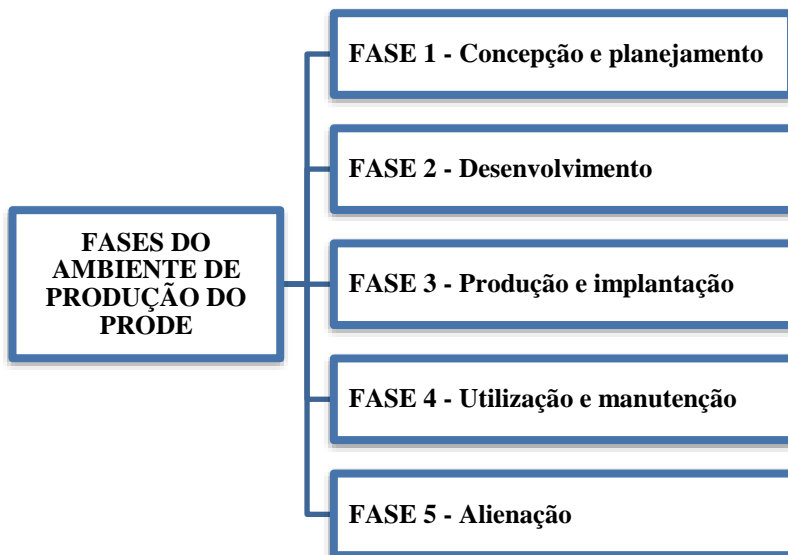 FASES DO
AMBIENTE DE
PRODUÇÃO DO
PRODE
FASE 1 - Concepção e planejamento
FASE 2 - Desenvolvimento
FASE 3 - Produção e implantação
FASE 4 - Utilização e manutenção
FASE 5 - Alienação